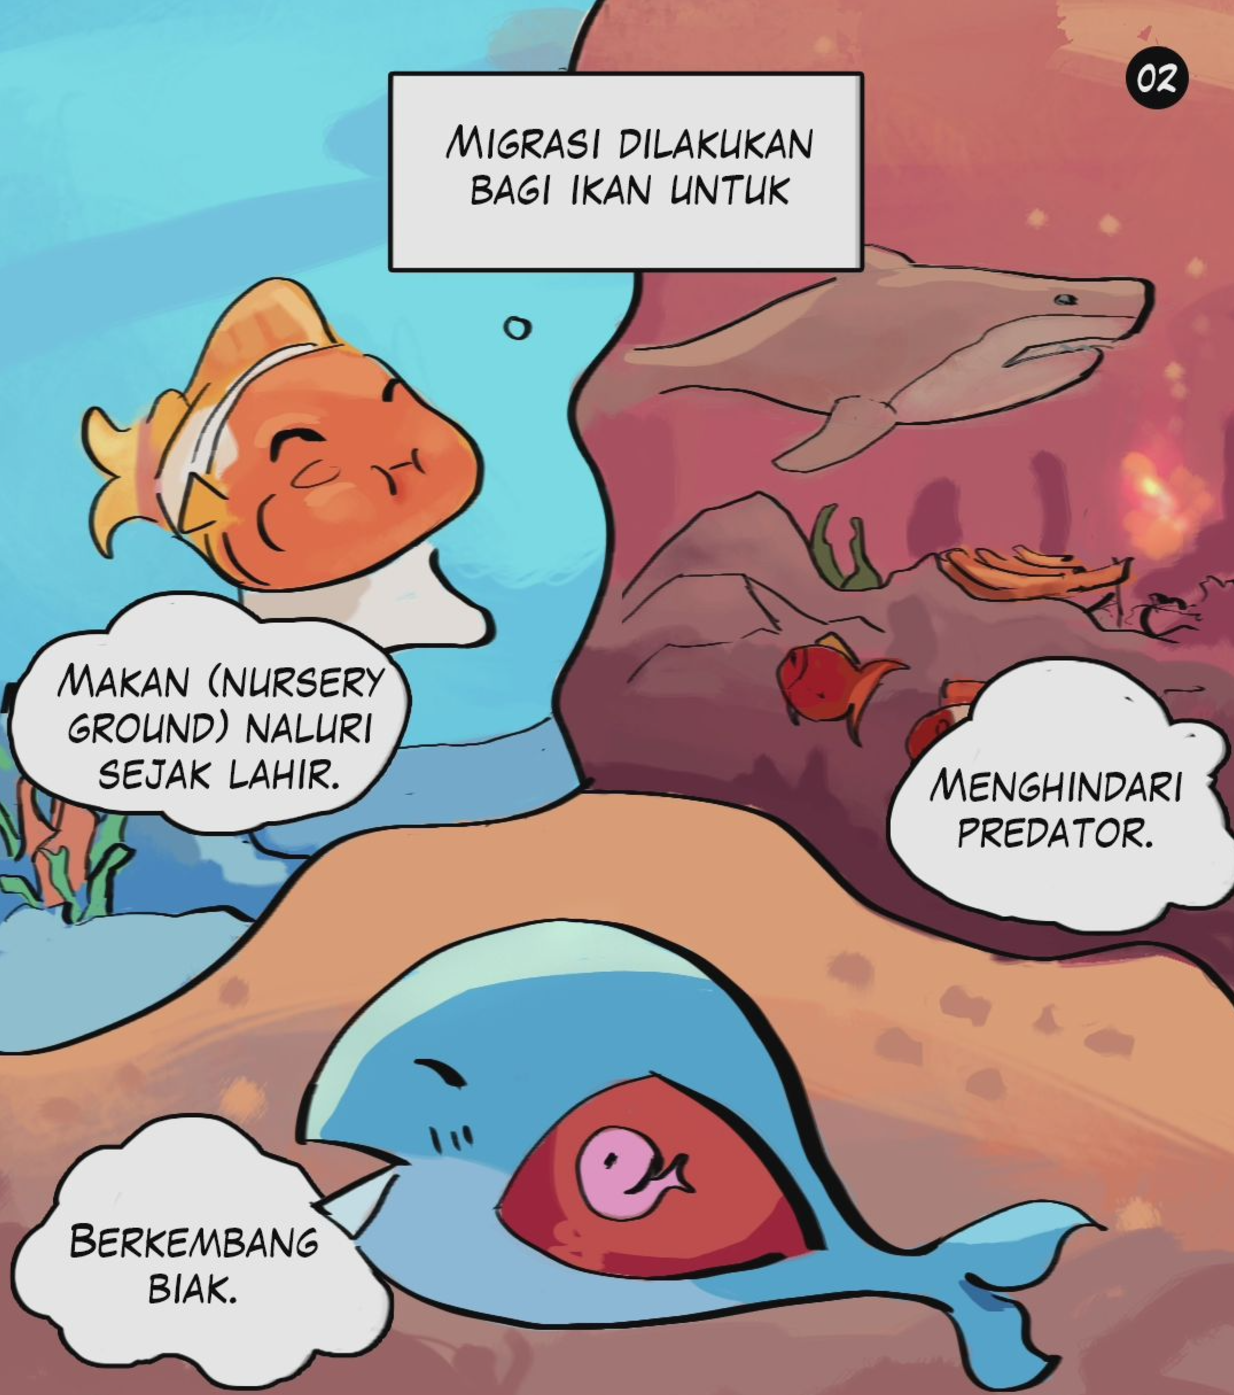 02
MIGRASI DILAKUKAN
BAGI IKAN UNTUK
MAKAN (NURSERY
GROUND) NALURI
SEJAK LAHIR.
MENGHINDARI
PREDATOR.
BERKEMBANG
BIAK.